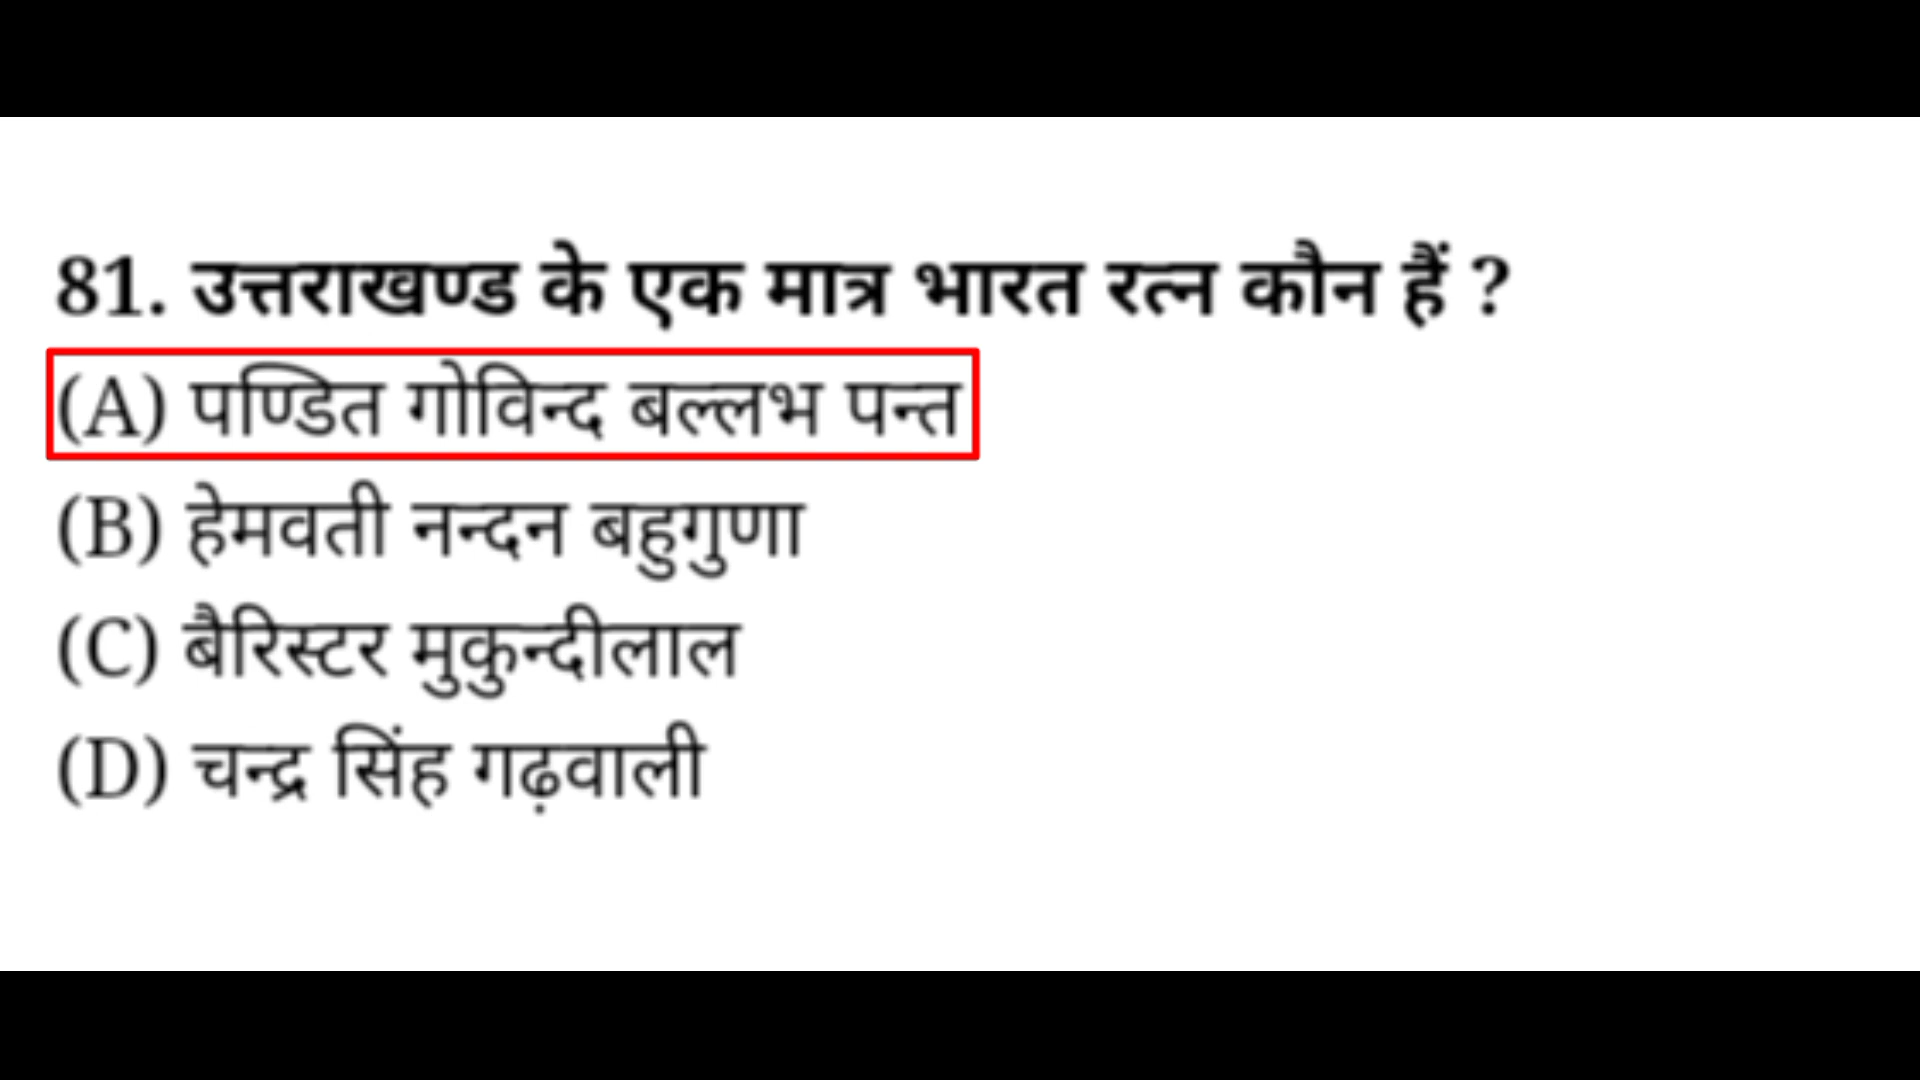 81. उत्तराखण्ड के एक मात्र भारत रत्न कौन हैं ?
(A) पण्डित गोविन्द बल्लभ पन्त
(B) हेमवती नन्दन बहुगुणा
(C) बैरिस्टर मुकुन्दीलाल
(D) चन्द्र सिंह गढ़वाली